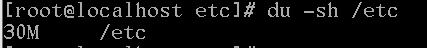 [root@localhost etc]# du -sh /etc
30M     /etc